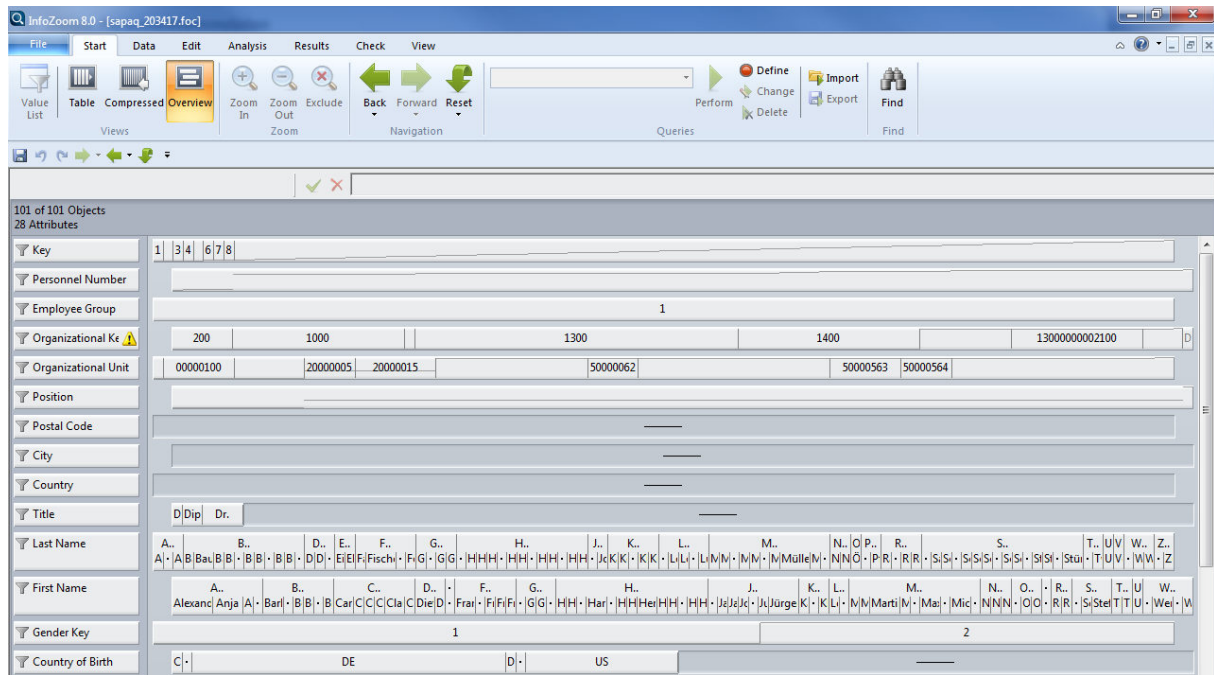 InfoZoom 8.0 - [sapaq_203417.foc]
File Start Data Edit Analysis Results Check View
Value List Table Compressed Overview Zoom In Zoom Out Exclude Back Forward Reset Perform Define Change Delete Import Export Find
Views Zoom Navigation Queries Find
101 of 101 Objects
28 Attributes
Key 1 3 4 6 7 8
Personnel Number
Employee Group 1
Organizational Ke 200 1000 1300 1400 13000000002100 D
Organizational Unit 00000100 20000005 20000015 50000062 50000563 50000564
Position
Postal Code
City
Country
Title D Dip Dr.
A.. B.. D.. E.. F.. G.. H.. J.. K.. L.. M.. N.. O P.. R.. S.. T.. U V W.. Z..
Last Name
A.. B.. C.. D.. F.. G.. H.. J.. K.. L.. M.. N.. O.. R.. S.. T.. U W..
First Name
Gender Key 1 2
Country of Birth C DE D US